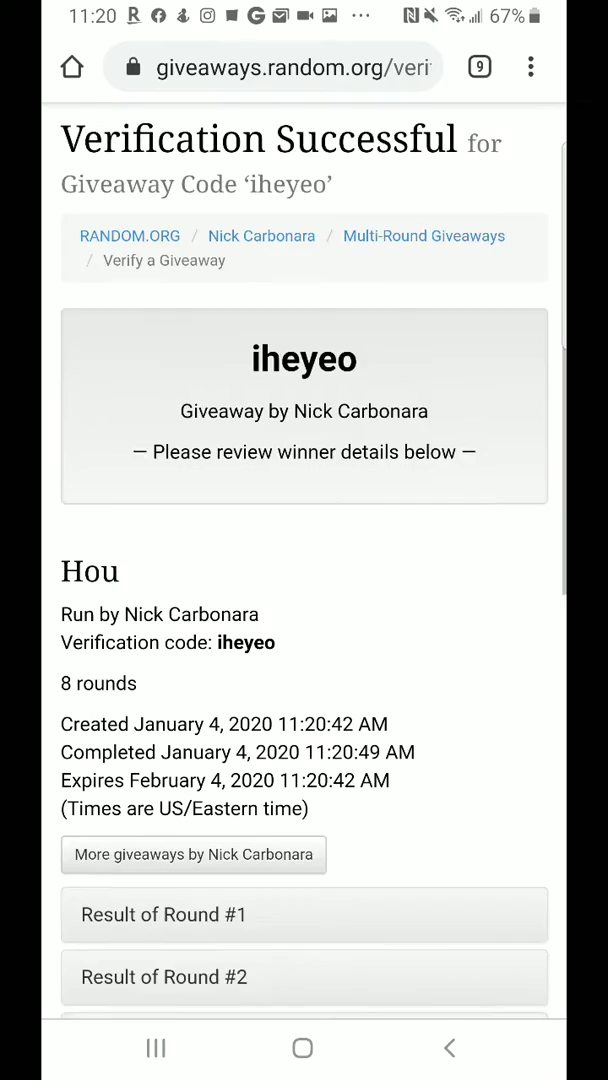 11:20 67%
giveaways.random.org/veri
9
Verification Successful for
Giveaway Code ‘iheyeo’
RANDOM.ORG / Nick Carbonara / Multi-Round Giveaways
/ Verify a Giveaway
iheyeo
Giveaway by Nick Carbonara
— Please review winner details below —
Hou
Run by Nick Carbonara
Verification code: iheyeo
8 rounds
Created January 4, 2020 11:20:42 AM
Completed January 4, 2020 11:20:49 AM
Expires February 4, 2020 11:20:42 AM
(Times are US/Eastern time)
More giveaways by Nick Carbonara
Result of Round #1
Result of Round #2